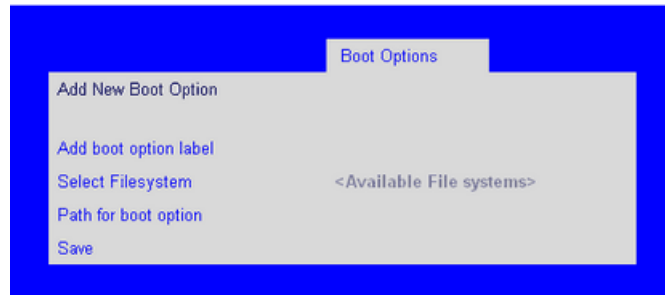 Boot Options
Add New Boot Option
Add boot option label
Select Filesystem <Available File systems>
Path for boot option
Save